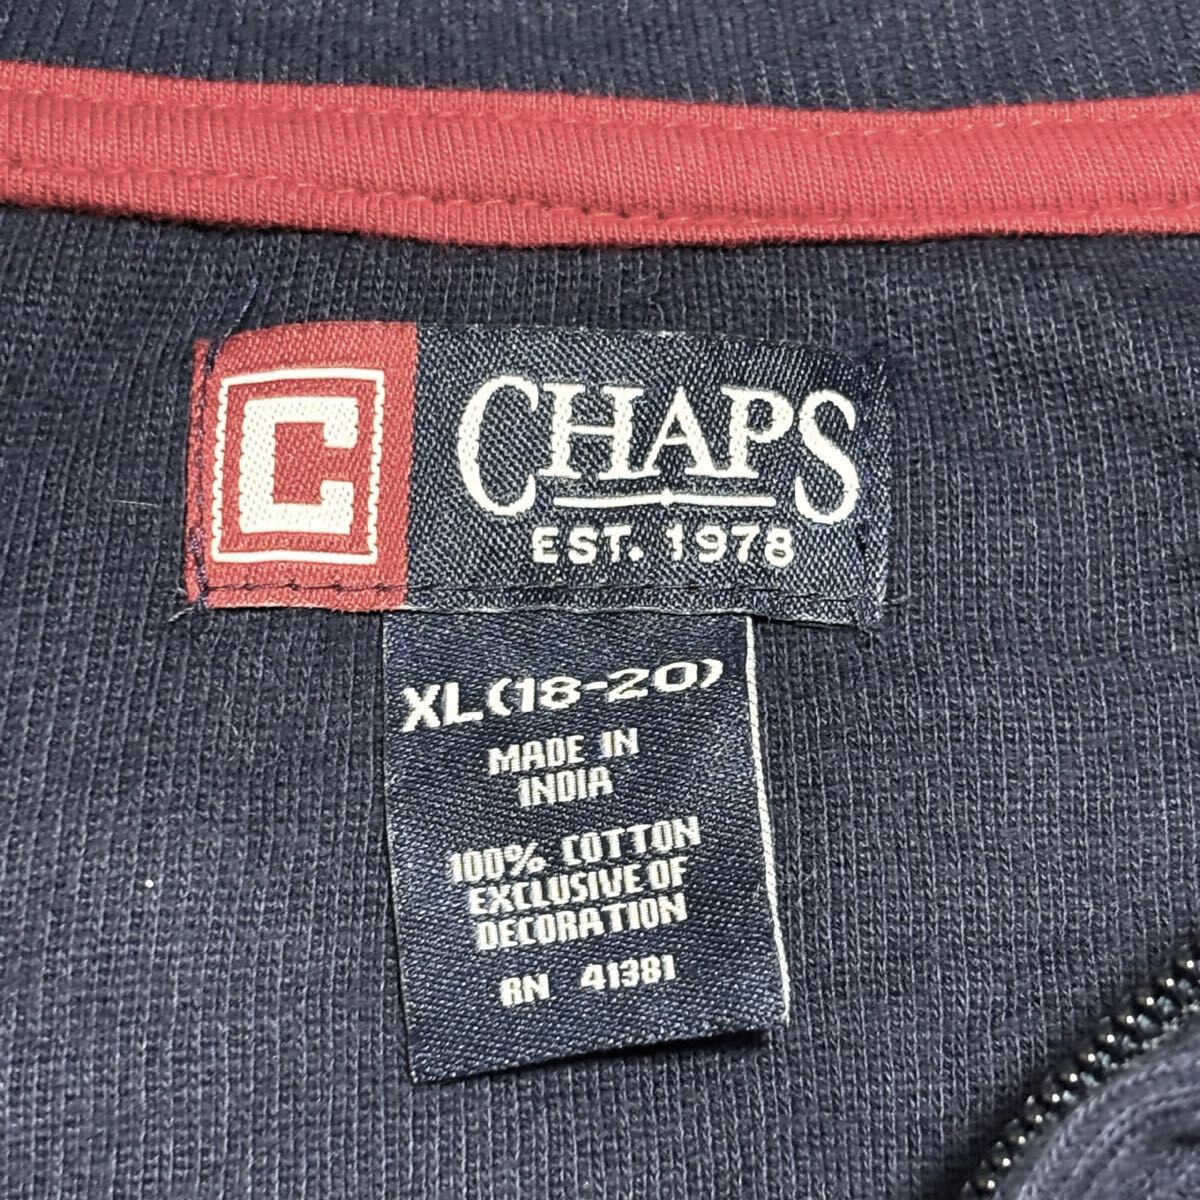 C
CHAPS
EST. 1978
XL(18-20)
MADE IN
INDIA
100% COTTON
EXCLUSIVE OF
DECORATION
RN 41381